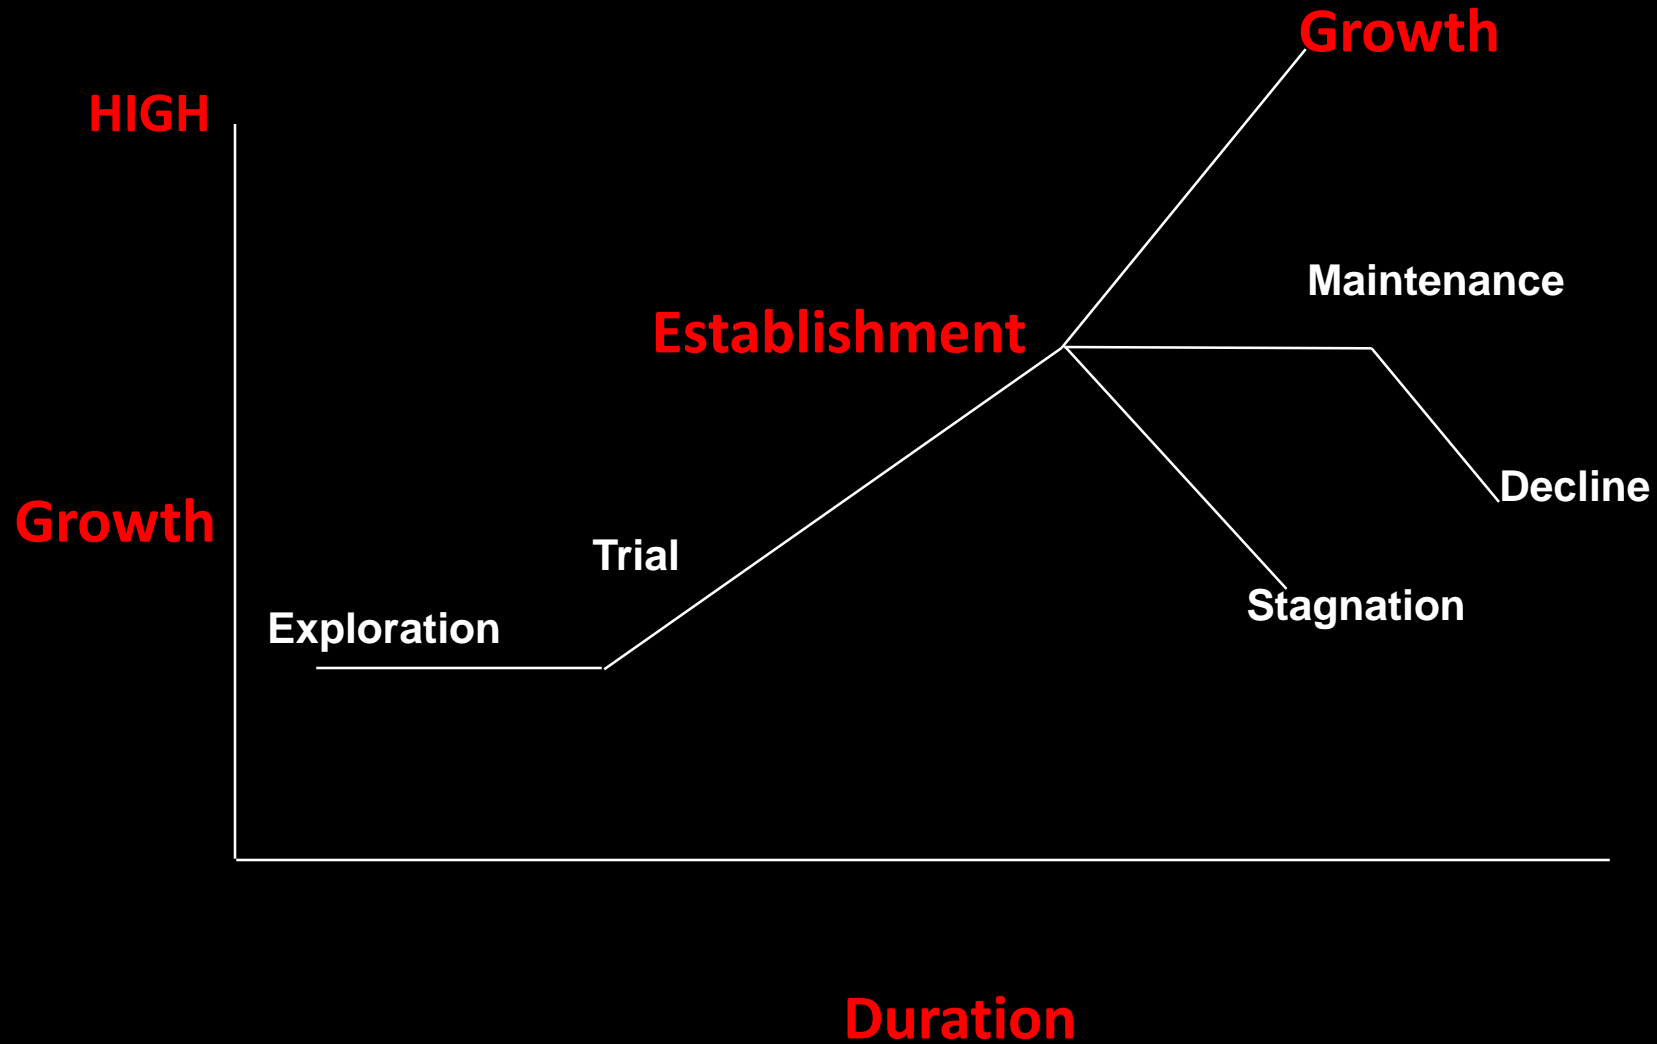 Growth
HIGH
Maintenance
Establishment
Decline
Growth
Trial
Stagnation
Exploration
Duration